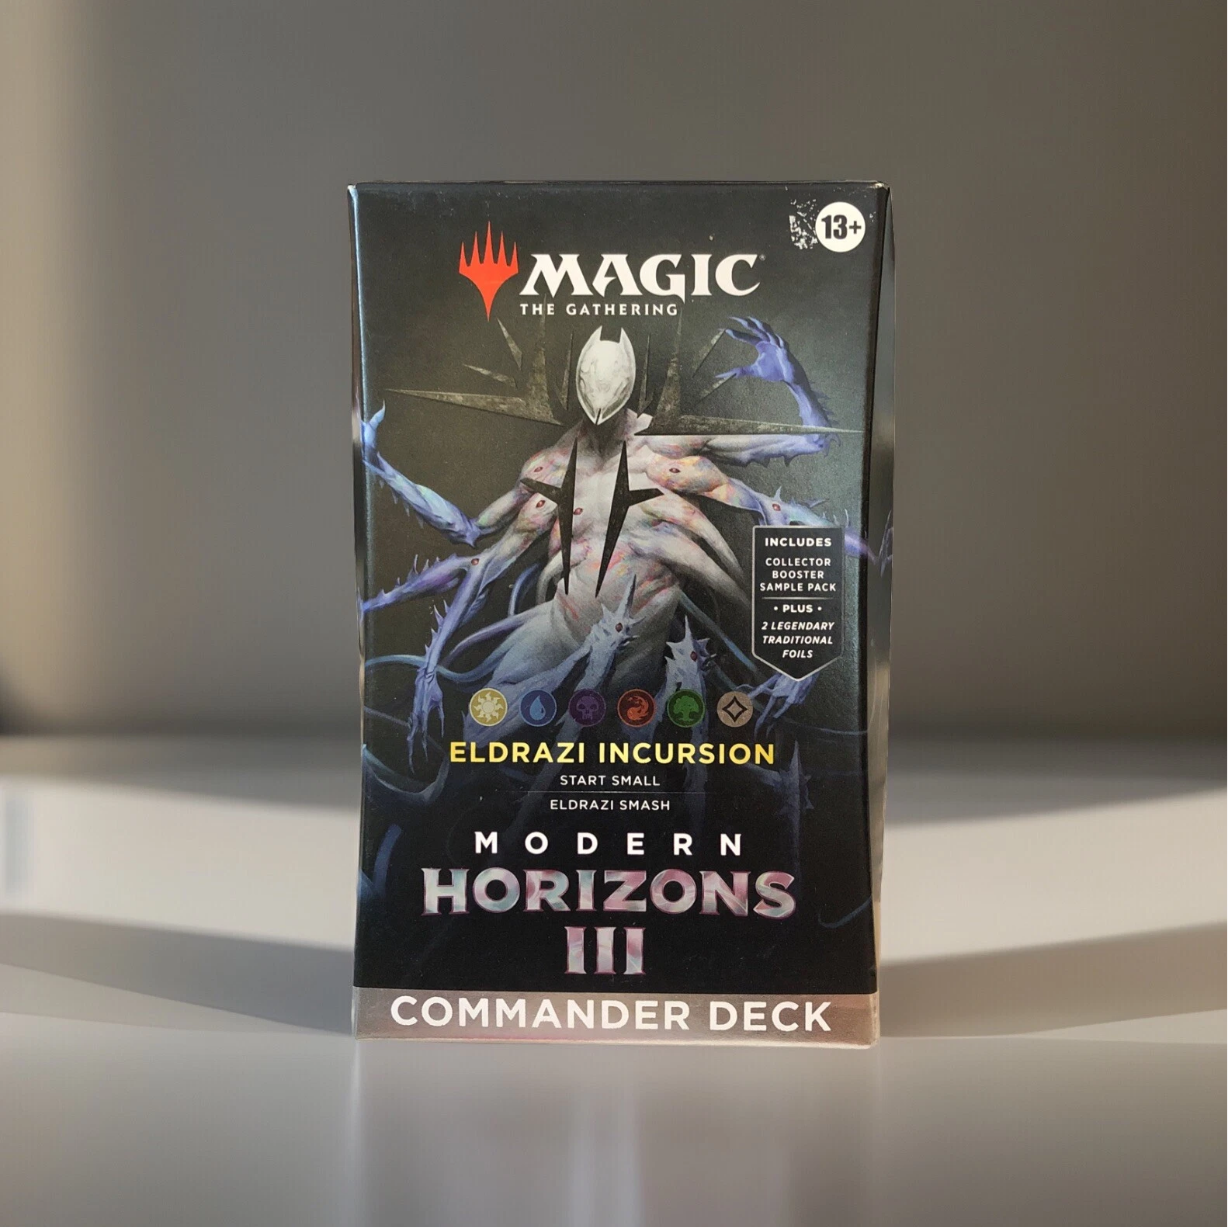 13+
MAGIC
THE GATHERING
INCLUDES
COLLECTOR
BOOSTER
SAMPLE PACK
• PLUS •
2 LEGENDARY
TRADITIONAL
FOILS
ELDRAZI INCURSION
START SMALL
ELDRAZI SMASH
MODERN
HORIZONS
III
COMMANDER DECK